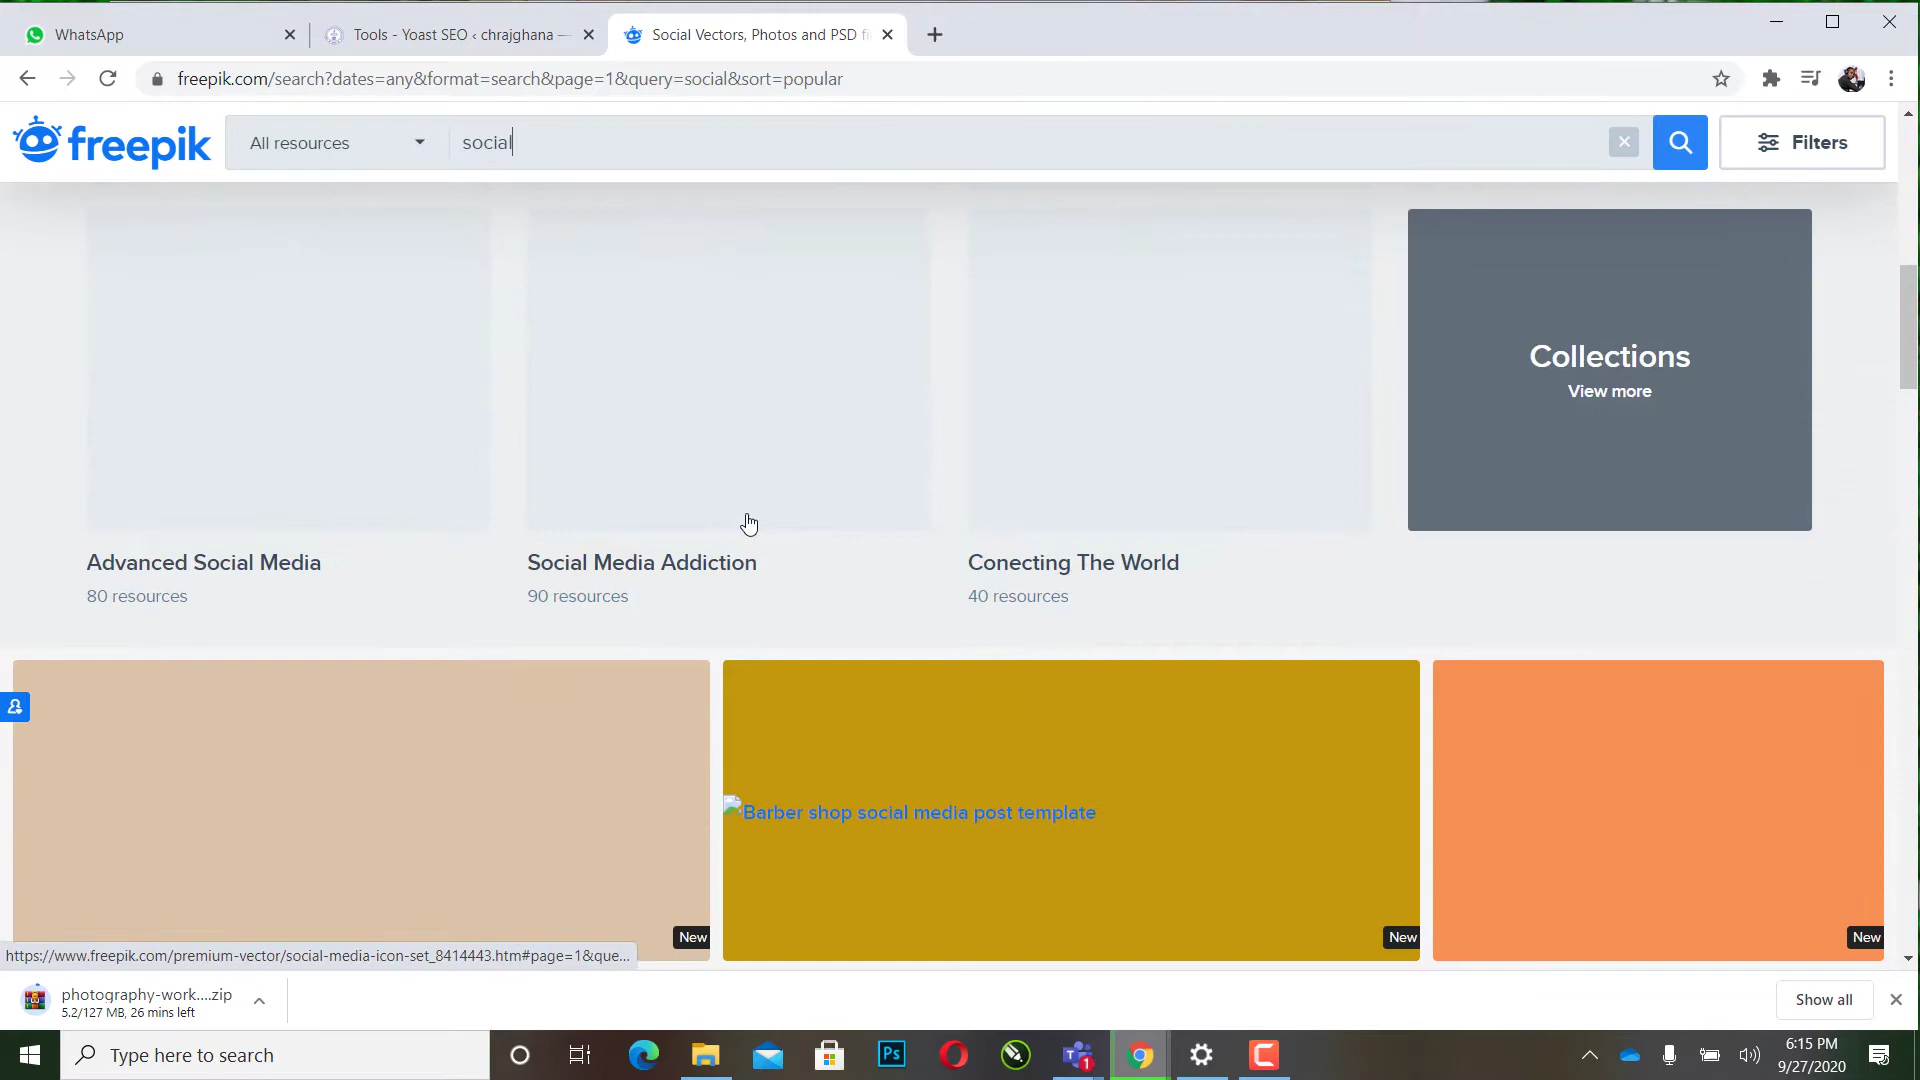 WhatsApp
Tools - Yoast SEO ‹ chrajghana —
Social Vectors, Photos and PSD fi
freepik.com/search?dates=any&format=search&page=1&query=social&sort=popular
freepik
All resources
social
Filters
Collections
View more
Advanced Social Media
Social Media Addiction
Conecting The World
80 resources
90 resources
40 resources
Barber shop social media post template
New
New
New
https://www.freepik.com/premium-vector/social-media-icon-set_8414443.htm#page=1&que...
photography-work....zip
5.2/127 MB, 26 mins left
Show all
Type here to search
Ps
1
6:15 PM
9/27/2020